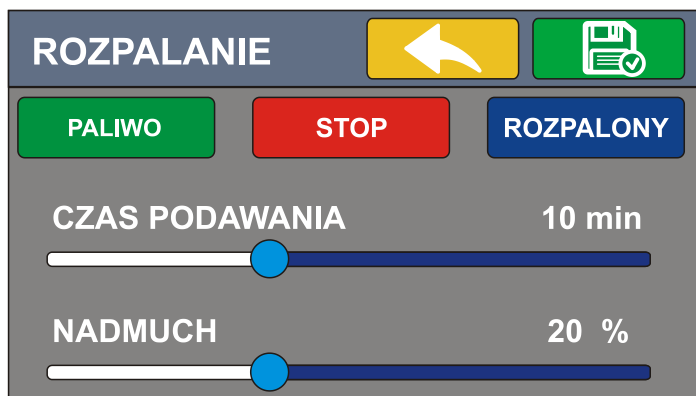 ROZPALANIE
PALIWO STOP ROZPALONY
CZAS PODAWANIA 10 min
NADMUCH 20 %